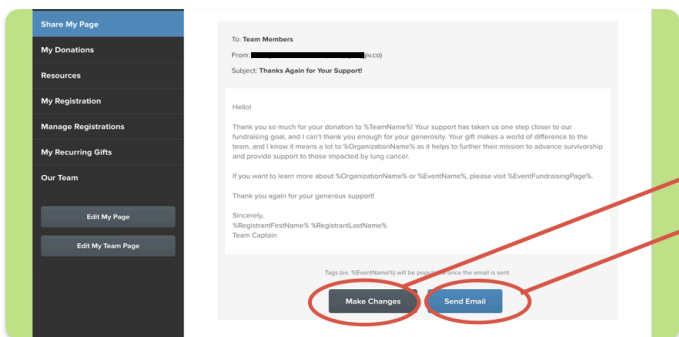 Share My Page
My Donations
Resources
My Registration
Manage Registrations
My Recurring Gifts
Our Team
Edit My Page
Edit My Team Page
To: Team Members
From: iv.co)
Subject: Thanks Again for Your Support!
Hello!
Thank you so much for your donation to %TeamName%! Your support has taken us one step closer to our
fundraising goal, and I can't thank you enough for your generosity. Your gift makes a world of difference to the
team, and I know it means a lot to %OrganizationName% as it helps to further their mission to advance survivorship
and provide support to those impacted by lung cancer.
If you want to learn more about %OrganizationName% or %EventName%, please visit %EventFundraisingPage%.
Thank you again for your generous support!
Sincerely,
%RegistrantFirstName% %RegistrantLastName%
Team Captain
Tags (ex. %EventName%) will be populate once the email is sent.
Make Changes
Send Email